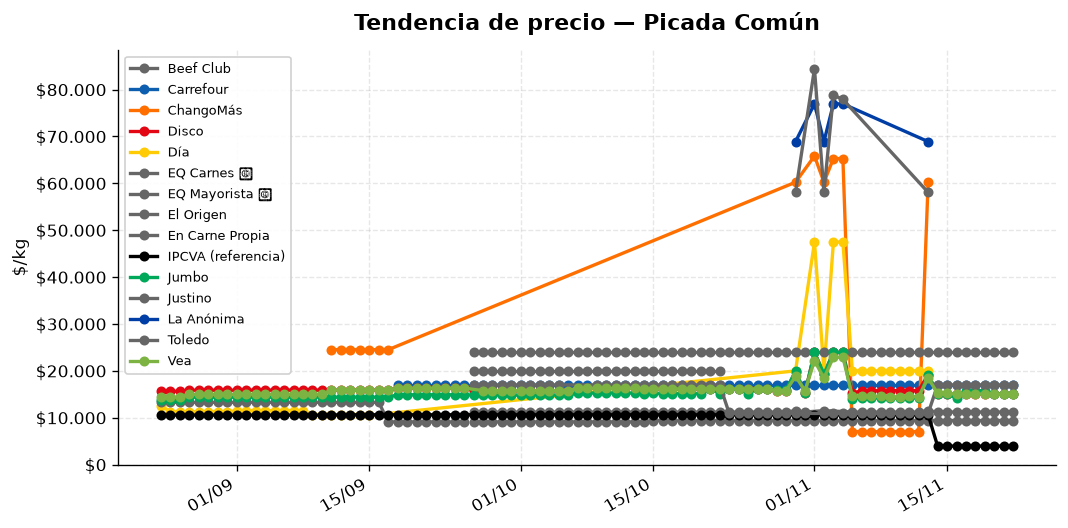 Tendencia de precio — Picada Común
Beef Club
Carrefour
ChangoMás
Disco
Día
EQ Carnes
EQ Mayorista
El Origen
En Carne Propia
IPCVA (referencia)
Jumbo
Justino
La Anónima
Toledo
Vea
$/kg
$80.000
$70.000
$60.000
$50.000
$40.000
$30.000
$20.000
$10.000
$0
01/09
15/09
01/10
15/10
01/11
15/11